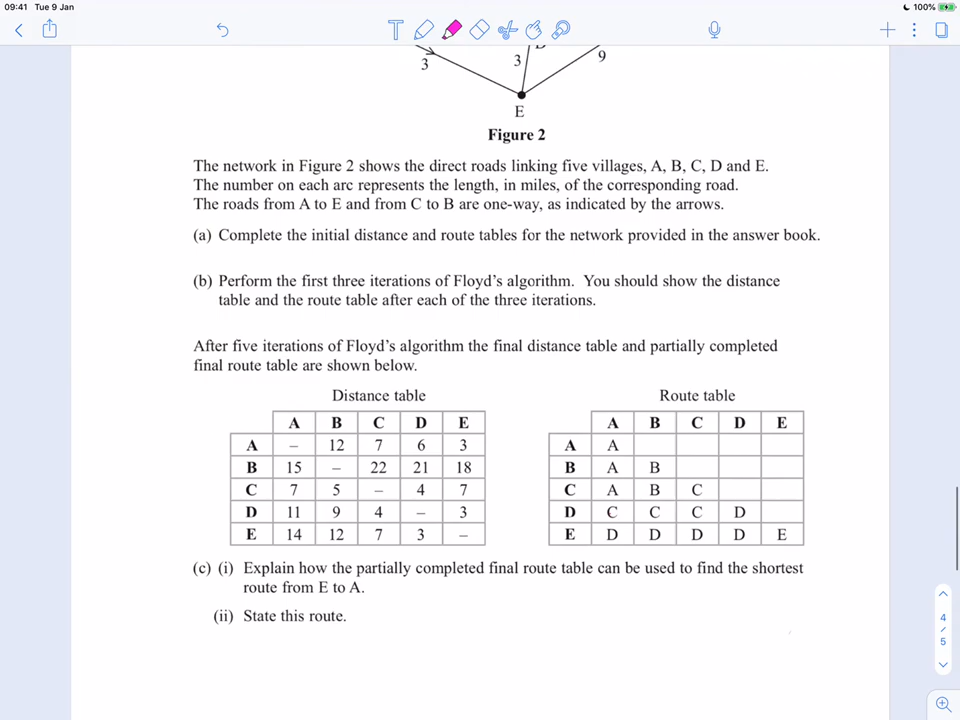 09:41 Tue 9 Jan
100%
3
3
9
E
Figure 2
The network in Figure 2 shows the direct roads linking five villages, A, B, C, D and E.
The number on each arc represents the length, in miles, of the corresponding road.
The roads from A to E and from C to B are one-way, as indicated by the arrows.
(a) Complete the initial distance and route tables for the network provided in the answer book.
(b) Perform the first three iterations of Floyd's algorithm. You should show the distance
table and the route table after each of the three iterations.
After five iterations of Floyd's algorithm the final distance table and partially completed
final route table are shown below.
Distance table
A B C D E
A – 12 7 6 3
B 15 – 22 21 18
C 7 5 – 4 7
D 11 9 4 – 3
E 14 12 7 3 –
Route table
A B C D E
A A
B A B
C A B C
D C C C D
E D D D D E
(c) (i) Explain how the partially completed final route table can be used to find the shortest
route from E to A.
(ii) State this route.
4
/
5